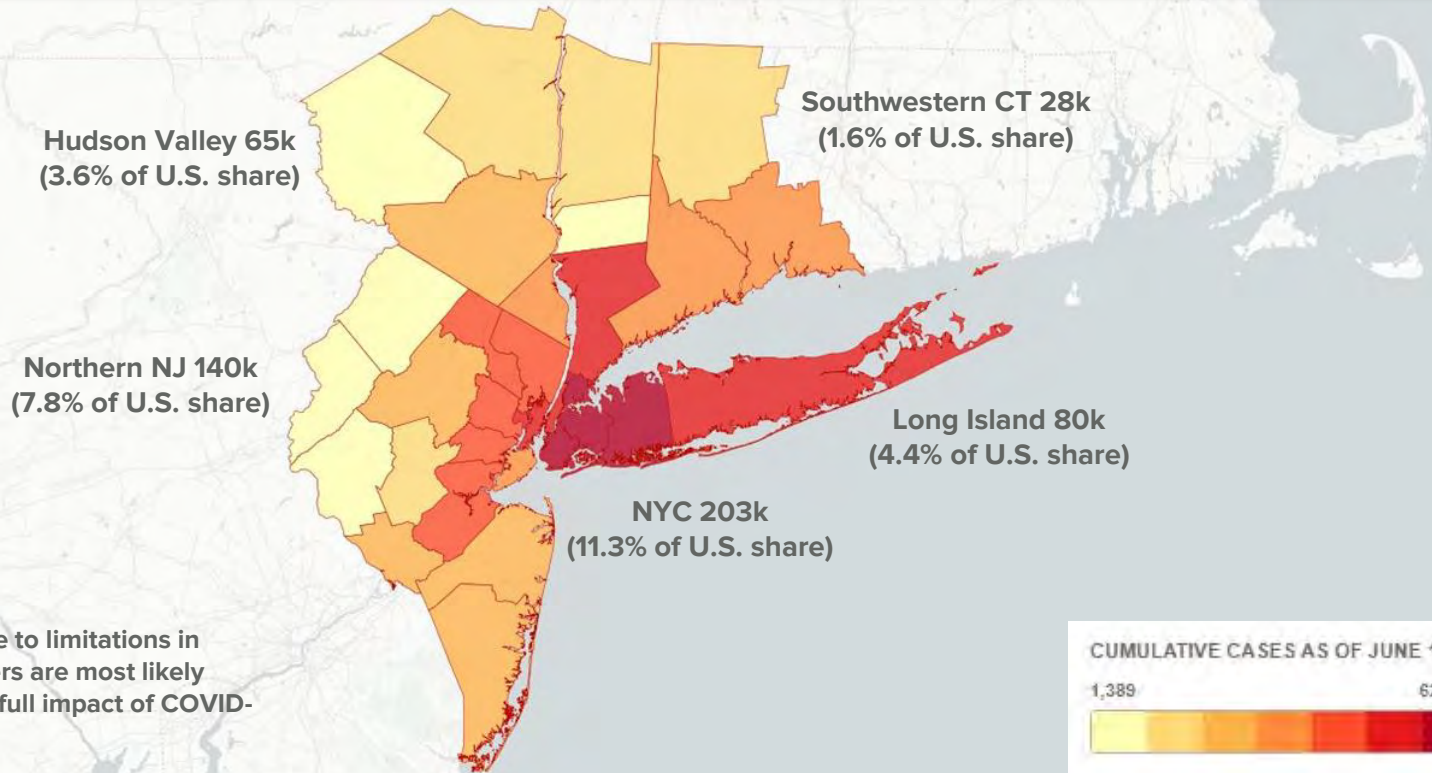 Hudson Valley 65k
(3.6% of U.S. share)
Southwestern CT 28k
(1.6% of U.S. share)
Northern NJ 140k
(7.8% of U.S. share)
Long Island 80k
(4.4% of U.S. share)
NYC 203k
(11.3% of U.S. share)
e to limitations in
rs are most likely
full impact of COVID-
CUMULATIVE CASES AS OF JUNE
1,389